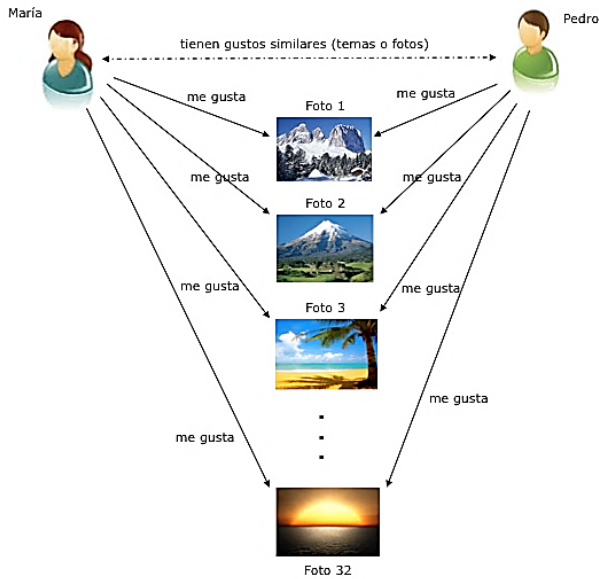 María
Pedro
tienen gustos similares (temas o fotos)
me gusta
me gusta
Foto 1
me gusta
me gusta
Foto 2
me gusta
me gusta
Foto 3
me gusta
me gusta
Foto 32